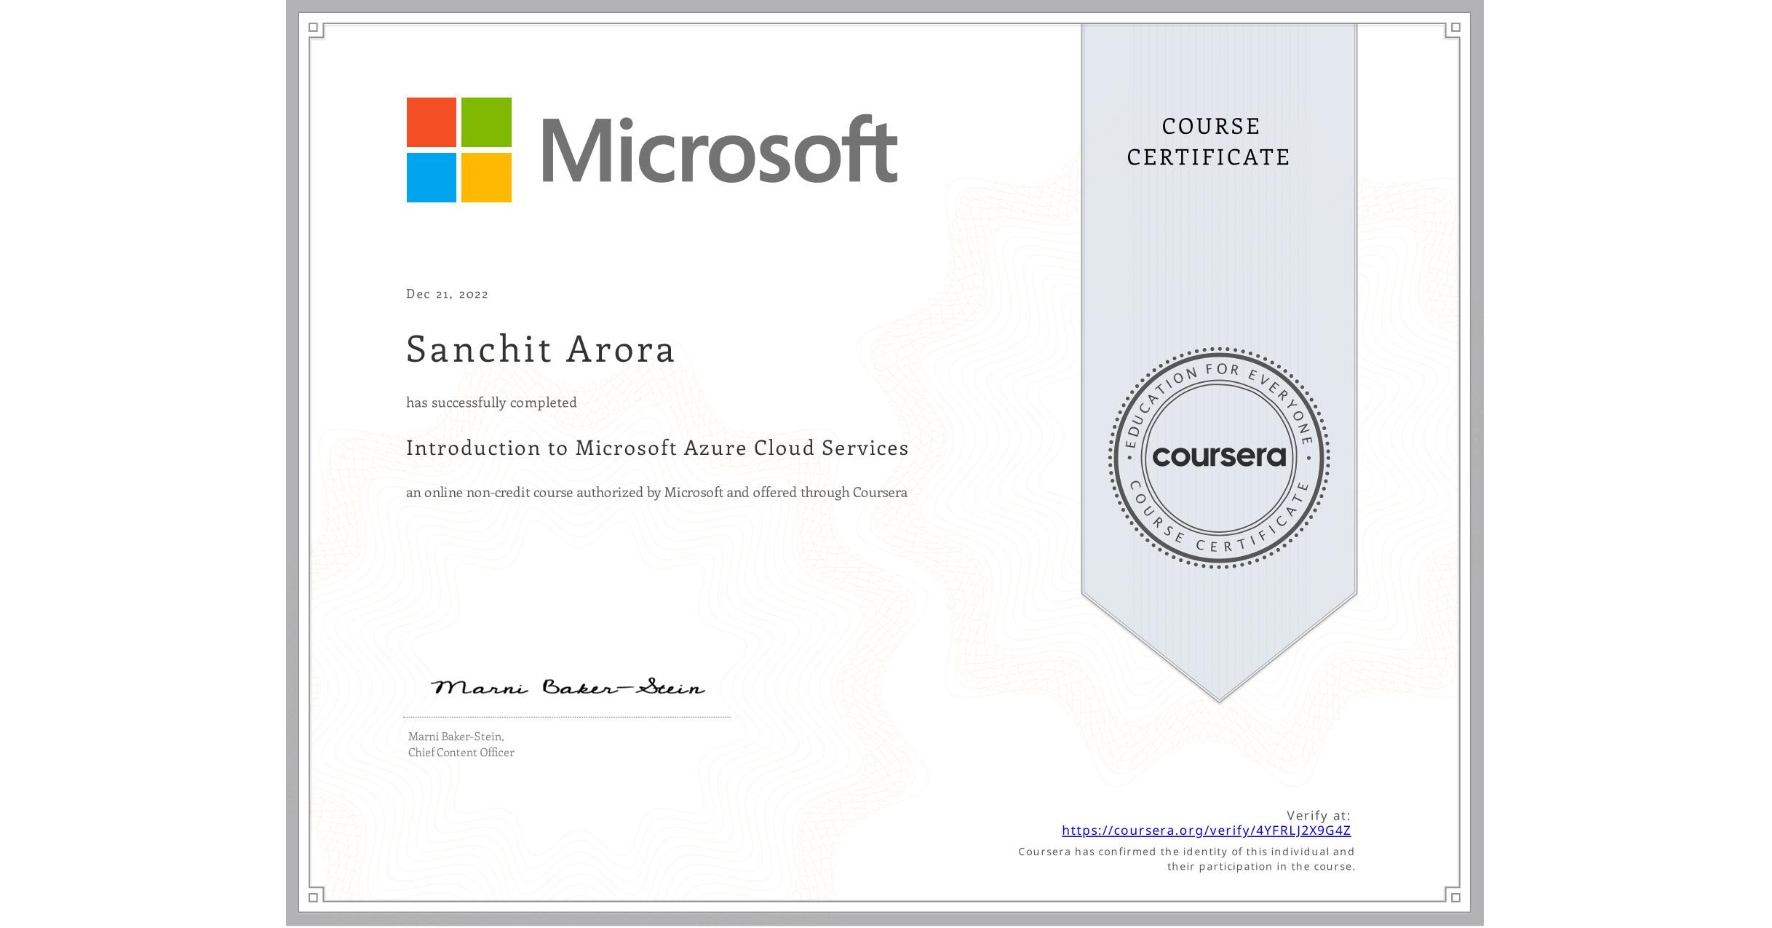 Microsoft
COURSE
CERTIFICATE
Dec 21, 2022
Sanchit Arora
has successfully completed
Introduction to Microsoft Azure Cloud Services
an online non-credit course authorized by Microsoft and offered through Coursera
EDUCATION FOR EVERYONE
coursera
COURSE CERTIFICATE
Marni Baker-Stein
Marni Baker-Stein,
Chief Content Officer
Verify at:
https://coursera.org/verify/4YFRLJ2X9G4Z
Coursera has confirmed the identity of this individual and
their participation in the course.